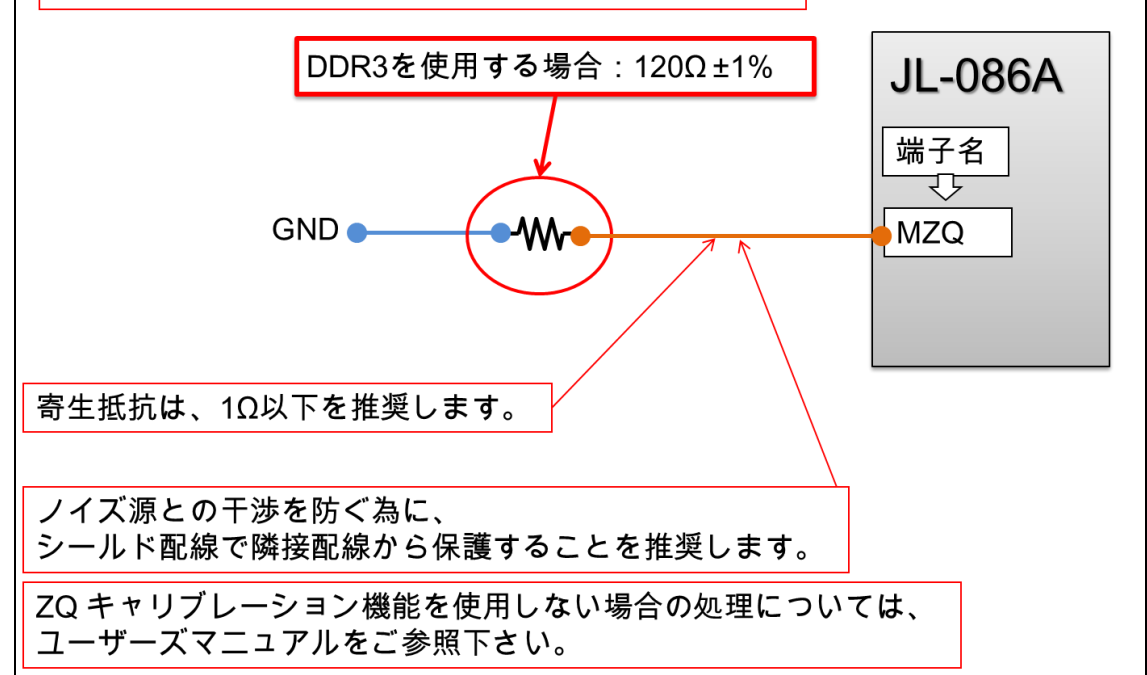 DDR3を使用する場合：120Ω±1%
JL-086A
端子名
GND
MZQ
寄生抵抗は、1Ω以下を推奨します。
ノイズ源との干渉を防ぐ為に、
シールド配線で隣接配線から保護することを推奨します。
ZQ キャリブレーション機能を使用しない場合の処理については、
ユーザーズマニュアルをご参照下さい。